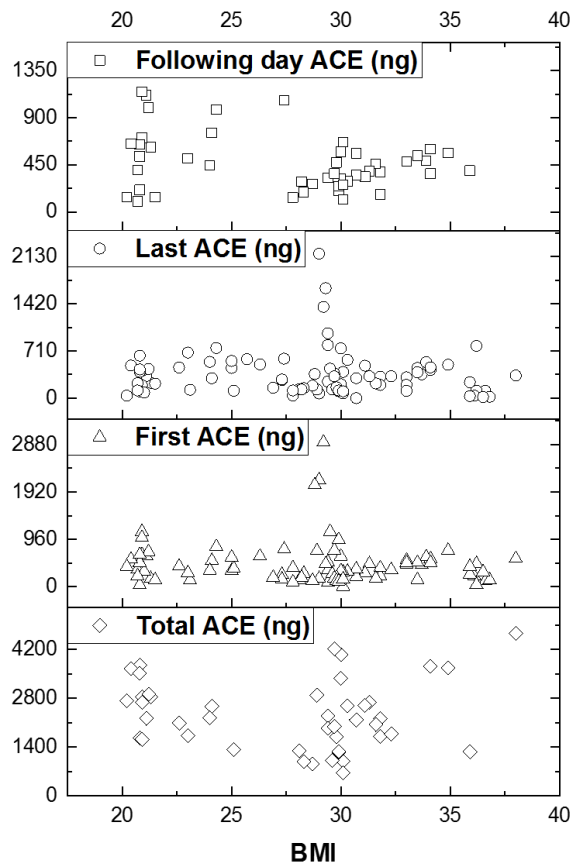 20 25 30 35 40
Following day ACE (ng)
1350
900
450
0
Last ACE (ng)
2130
1420
710
0
First ACE (ng)
2880
1920
960
0
Total ACE (ng)
4200
2800
1400
0
20 25 30 35 40
BMI